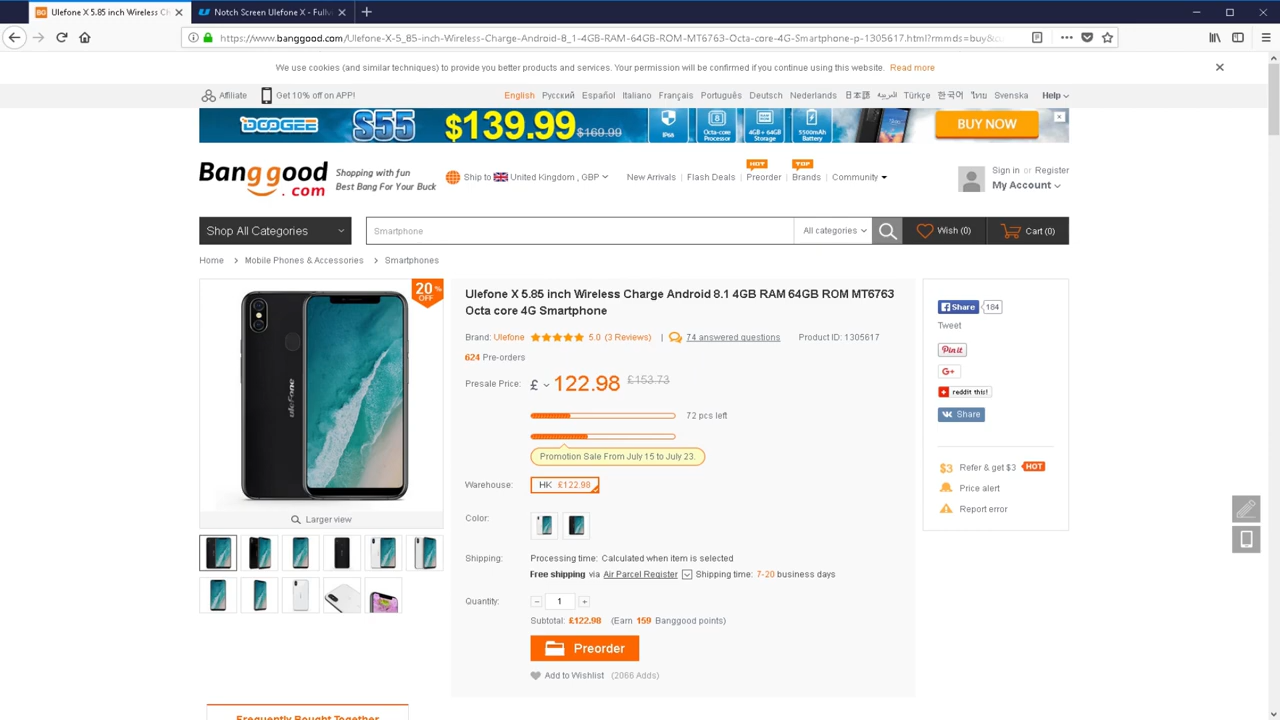 Ulefone X 5.85 inch Wireless Ch
Notch Screen Ulefone X - Fullv
https://www.banggood.com/Ulefone-X-5_85-inch-Wireless-Charge-Android-8_1-4GB-RAM-64GB-ROM-MT6763-Octa-core-4G-Smartphone-p-1305617.html?rmmds=buy&
We use cookies (and similar techniques) to provide you better products and services. Your permission will be confirmed if you continue using this website. Read more
Affiliate Get 10% off on APP! English Русский Español Italiano Français Português Deutsch Nederlands 日本語 العربية Türkçe 한국어 ไทย Svenska Help
DOOGEE S55 $139.99 $169.99 IP68 Octa-core Processor 4GB + 64GB Storage 5500mAh Battery BUY NOW
Banggood.com Shopping with fun
Best Bang For Your Buck
Ship to United Kingdom , GBP New Arrivals Flash Deals HOT Preorder TOP Brands Community
Sign in or Register
My Account
Shop All Categories Smartphone All categories Wish (0) Cart (0)
Home > Mobile Phones & Accessories > Smartphones
20 % OFF
uleFone
Larger view
Ulefone X 5.85 inch Wireless Charge Android 8.1 4GB RAM 64GB ROM MT6763
Octa core 4G Smartphone
Brand: Ulefone 5.0 (3 Reviews) | 74 answered questions Product ID: 1305617
624 Pre-orders
Presale Price: £ 122.98 £153.73
72 pcs left
Promotion Sale From July 15 to July 23.
Warehouse: HK £122.98
Color:
Shipping: Processing time: Calculated when item is selected
Free shipping via Air Parcel Register Shipping time: 7-20 business days
Quantity: − 1 +
Subtotal: £122.98 (Earn 159 Banggood points)
Preorder
Add to Wishlist (2066 Adds)
Share 184
Tweet
Pin it
G+
reddit this!
Share
$3 Refer & get $3 HOT
Price alert
Report error
Frequently Bought Together